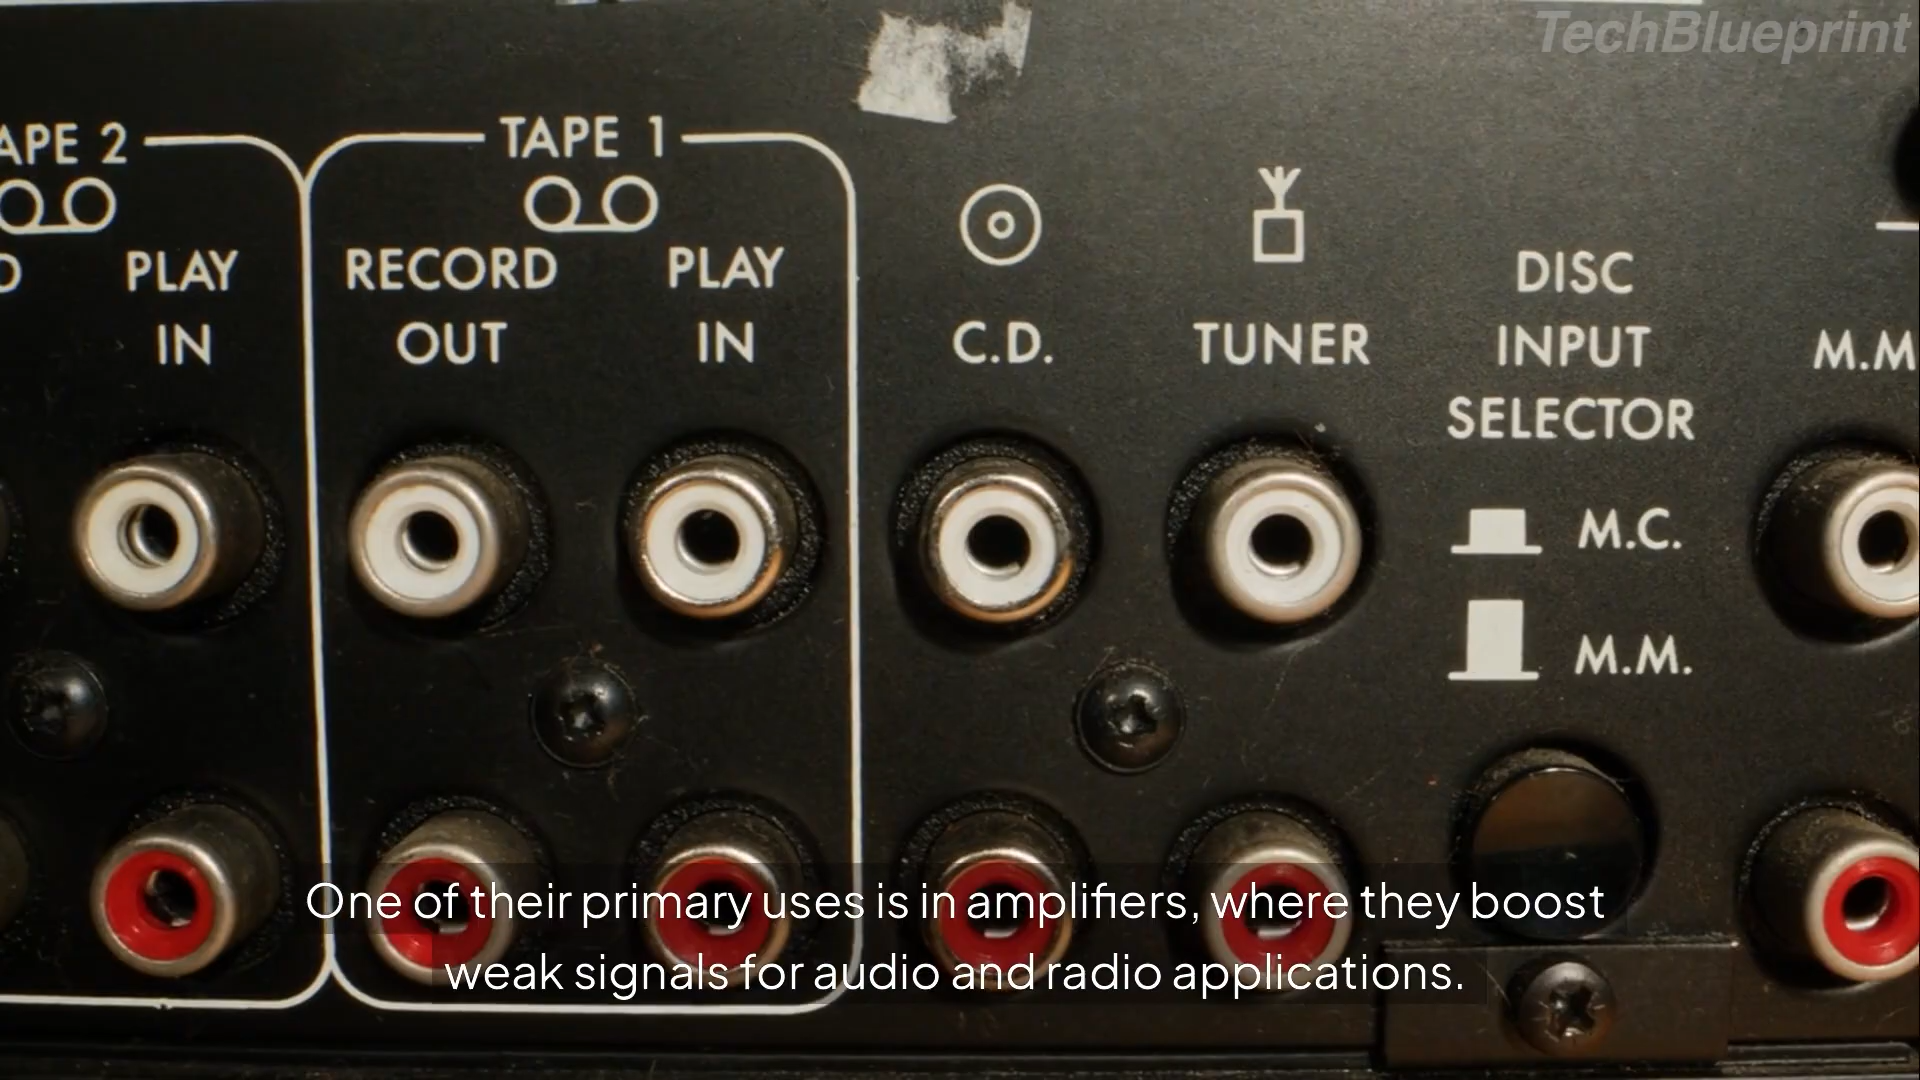 TechBlueprint
APE 2
TAPE 1
PLAY
IN
RECORD
OUT
PLAY
IN
C.D.
TUNER
DISC
INPUT
SELECTOR
M.C.
M.M.
M.M
One of their primary uses is in amplifiers, where they boost
weak signals for audio and radio applications.